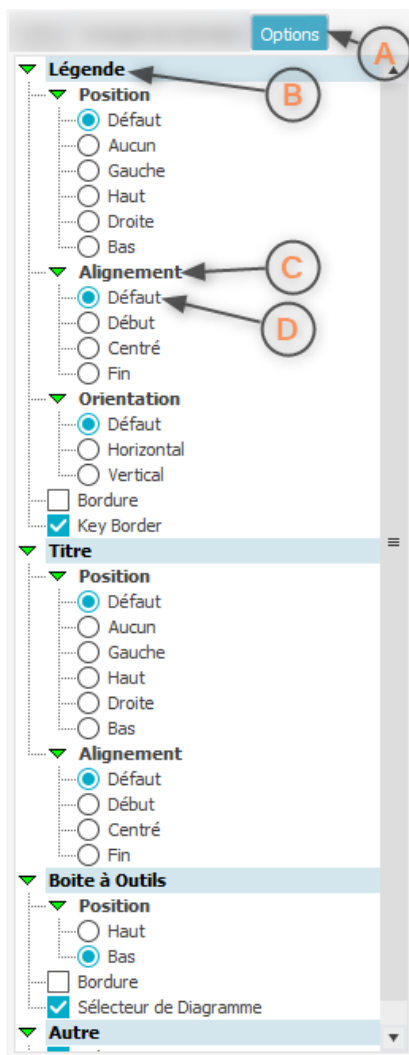 Options
A
Légende
B
Position
Défaut
Aucun
Gauche
Haut
Droite
Bas
Alignement
C
Défaut
D
Début
Centré
Fin
Orientation
Défaut
Horizontal
Vertical
Bordure
Key Border
Titre
Position
Défaut
Aucun
Gauche
Haut
Droite
Bas
Alignement
Défaut
Début
Centré
Fin
Boite à Outils
Position
Haut
Bas
Bordure
Sélecteur de Diagramme
Autre